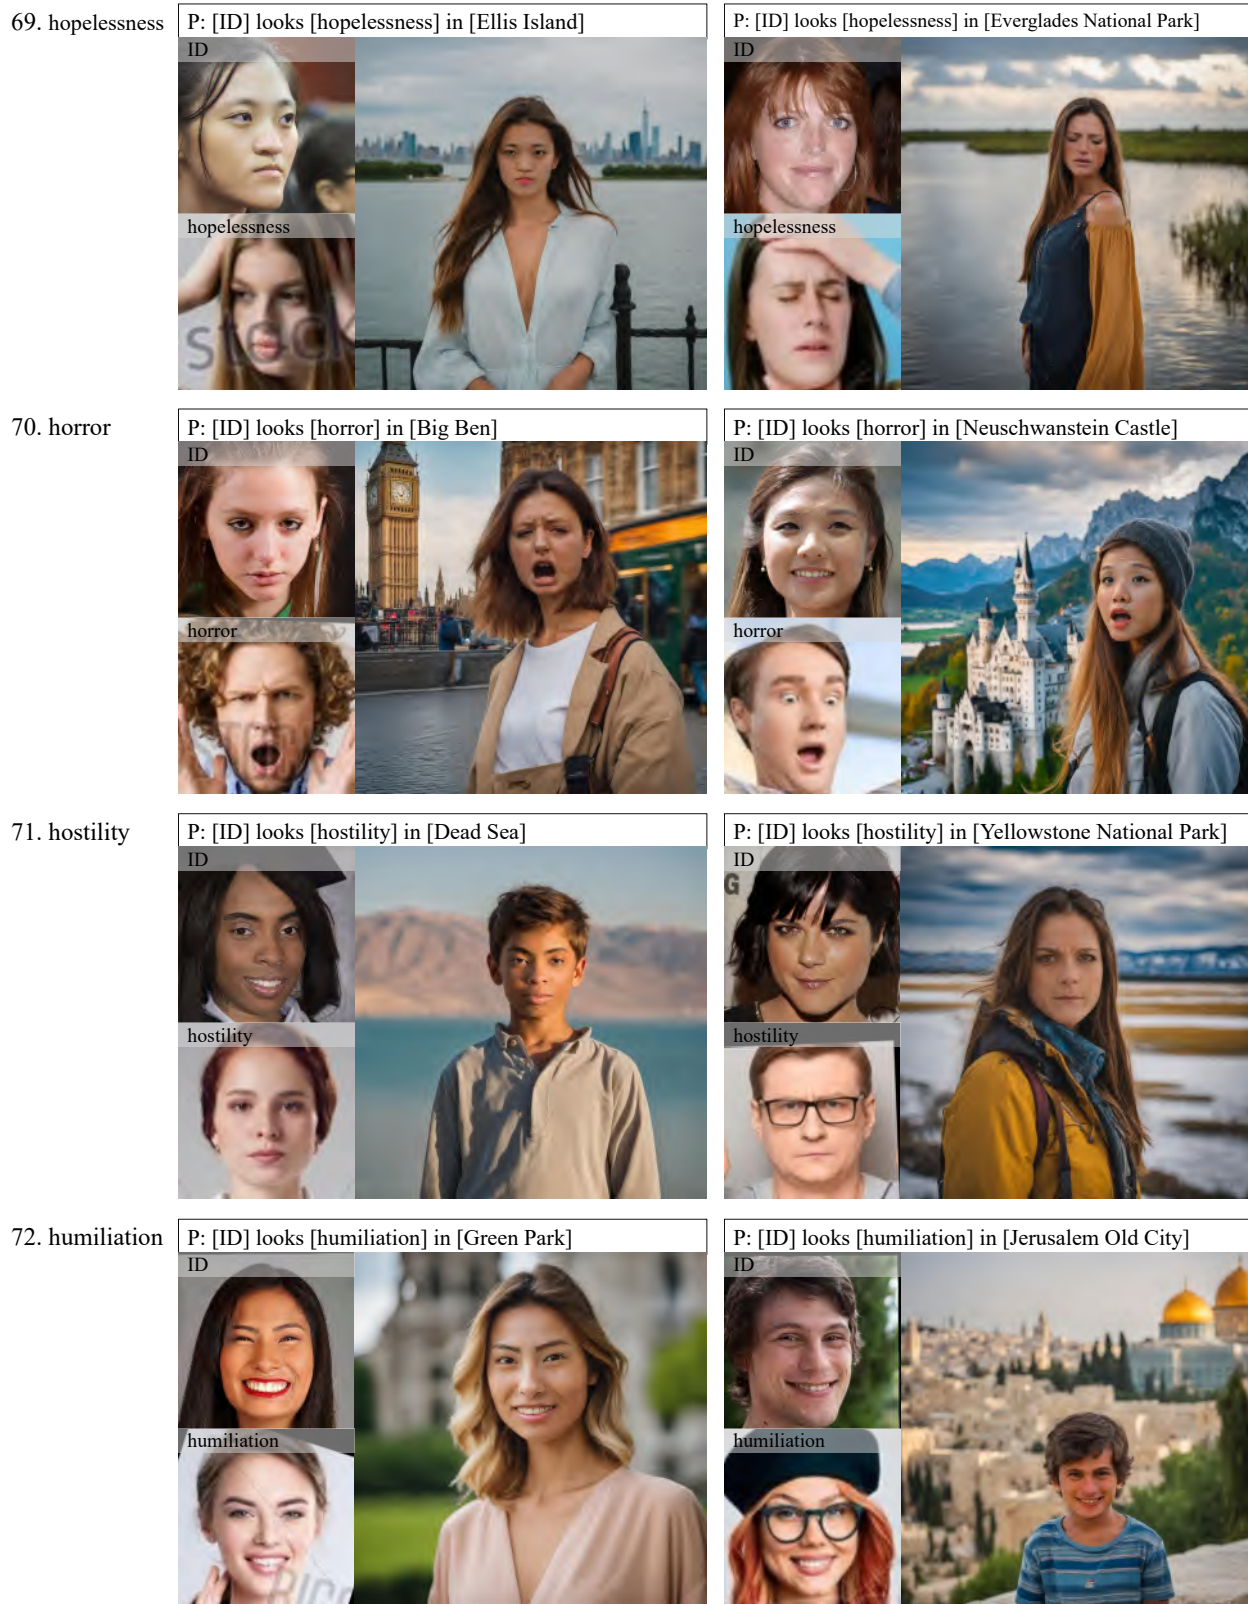 69. hopelessness
P: [ID] looks [hopelessness] in [Ellis Island]
ID
hopelessness
stock
P: [ID] looks [hopelessness] in [Everglades National Park]
ID
hopelessness
70. horror
P: [ID] looks [horror] in [Big Ben]
ID
horror
P: [ID] looks [horror] in [Neuschwanstein Castle]
ID
horror
71. hostility
P: [ID] looks [hostility] in [Dead Sea]
ID
hostility
P: [ID] looks [hostility] in [Yellowstone National Park]
ID
G
hostility
72. humiliation
P: [ID] looks [humiliation] in [Green Park]
ID
humiliation
P: [ID] looks [humiliation] in [Jerusalem Old City]
ID
humiliation